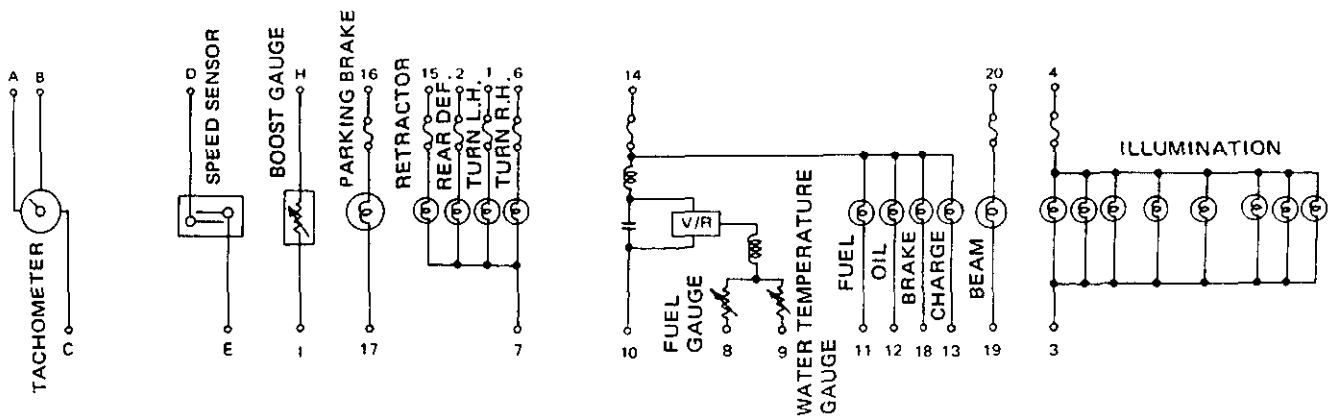 A
B
C
TACHOMETER
D
SPEED SENSOR
E
H
BOOST GAUGE
I
16
PARKING BRAKE
17
RETRACTOR
15
REAR DEF.
2
TURN L.H.
1
TURN R.H.
6
7
14
V/R
10
FUEL
GAUGE
8
9
WATER TEMPERATURE
GAUGE
FUEL
11
OIL
12
BRAKE
18
CHARGE
13
20
BEAM
19
4
ILLUMINATION
3